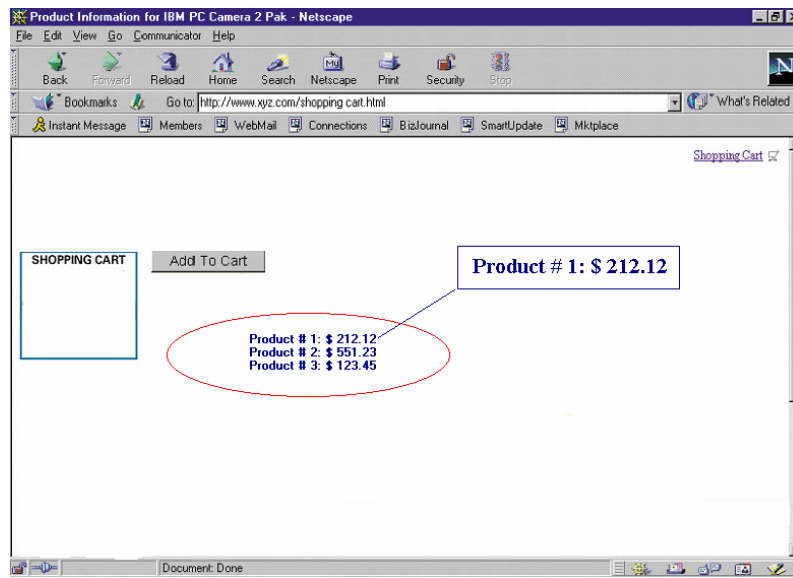 Product Information for IBM PC Camera 2 Pak - Netscape
File Edit View Go Communicator Help
Back Forward Reload Home Search Netscape Print Security Stop
My
N
Bookmarks Go to: http://www.xyz.com/shopping cart.html What's Related
Instant Message Members WebMail Connections BizJournal SmartUpdate Mktplace
Shopping Cart
SHOPPING CART
Add To Cart
Product # 1: $ 212.12
Product # 1: $ 212.12
Product # 2: $ 551.23
Product # 3: $ 123.45
Document: Done